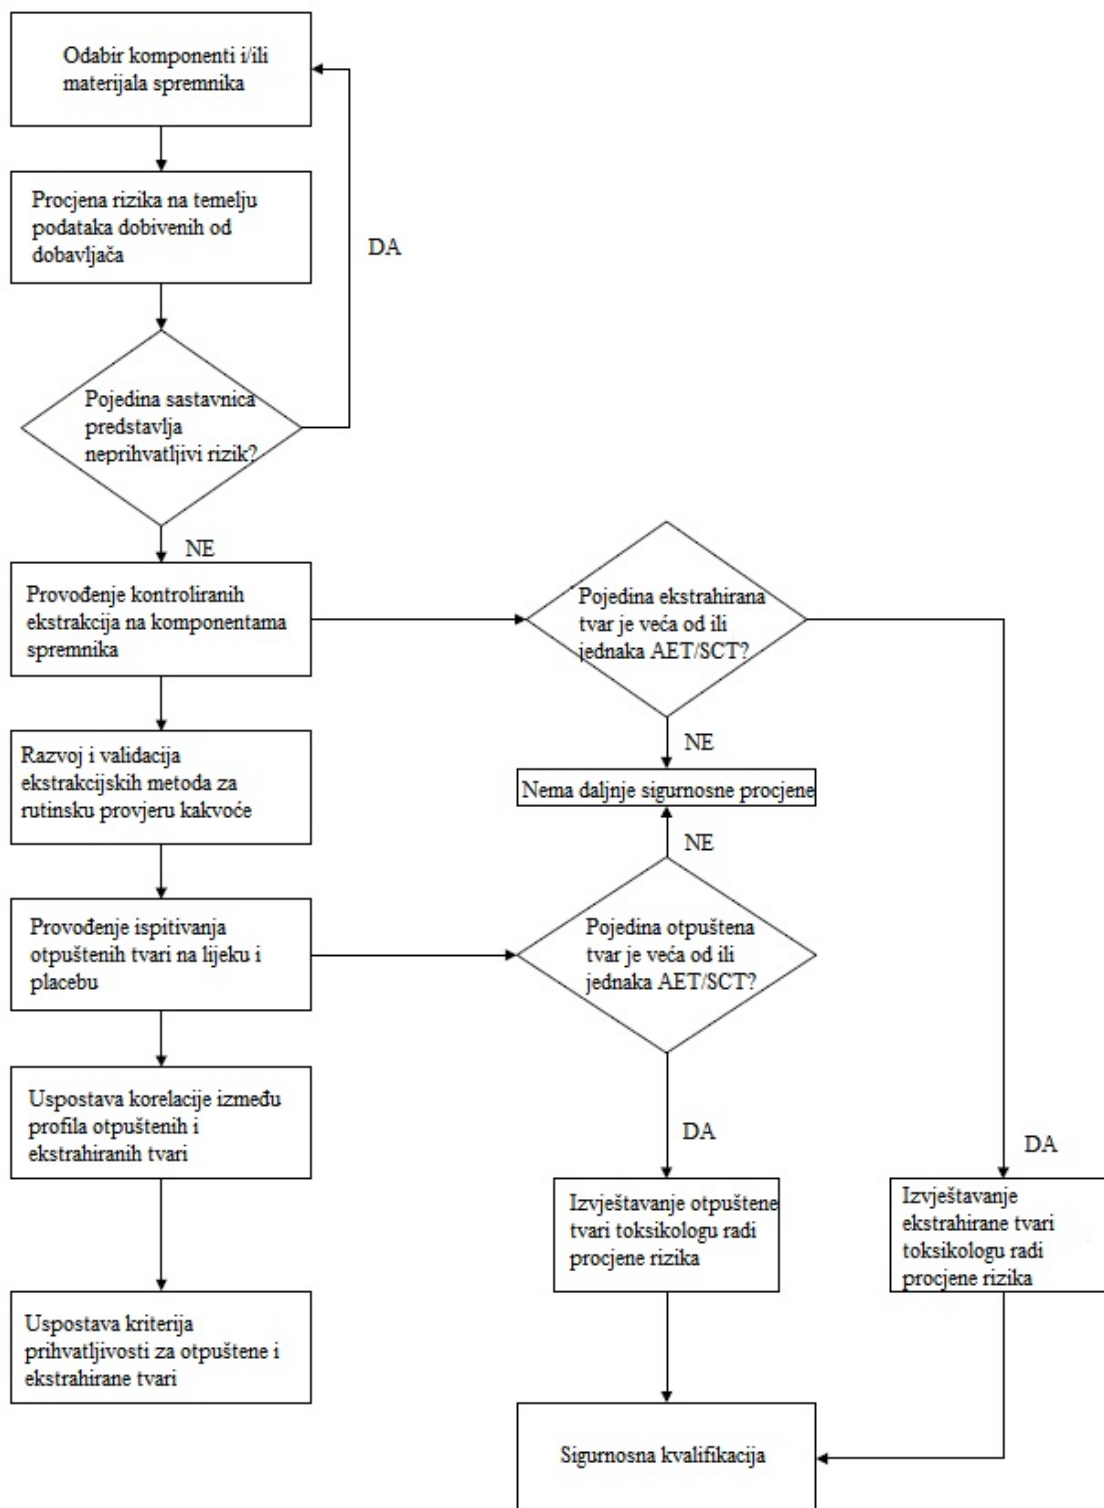 Odabir komponenti i/ili
materijala spremnika
Procjena rizika na temelju
podataka dobivenih od
dobavljača
DA
Pojedina sastavnica
predstavlja
neprihvatljivi rizik?
NE
Provođenje kontroliranih
ekstrakcija na komponentama
spremnika
Pojedina ekstrahirana
tvar je veća od ili
jednaka AET/SCT?
NE
Razvoj i validacija
ekstrakcijskih metoda za
rutinsku provjeru kakvoće
Nema daljnje sigurnosne procjene
NE
Provođenje ispitivanja
otpuštenih tvari na lijeku i
placebu
Pojedina otpuštena
tvar je veća od ili
jednaka AET/SCT?
Uspostava korelacije između
profila otpuštenih i
ekstrahiranih tvari
DA
DA
Izvještavanje otpuštene
tvari toksikologu radi
procjene rizika
Izvještavanje
ekstrahirane tvari
toksikologu radi
procjene rizika
Uspostava kriterija
prihvatljivosti za otpuštene i
ekstrahirane tvari
Sigurnosna kvalifikacija